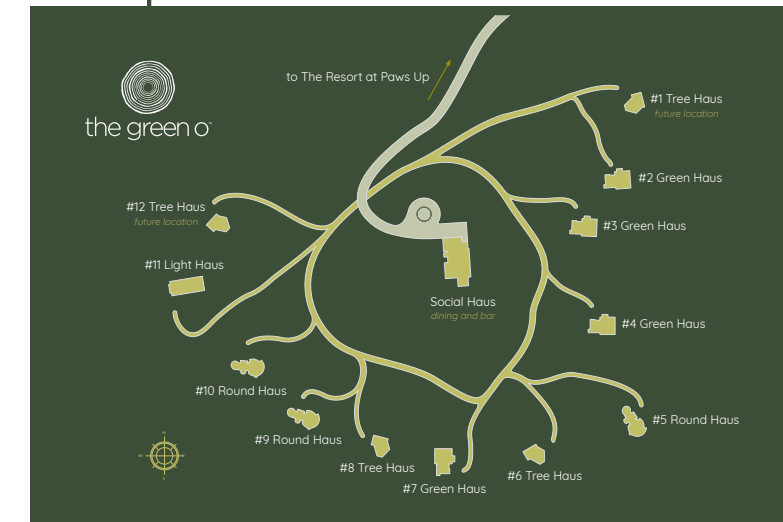 to The Resort at Paws Up
the green o
#1 Tree Haus
future location
#2 Green Haus
#12 Tree Haus
future location
#3 Green Haus
#11 Light Haus
Social Haus
dining and bar
#4 Green Haus
#10 Round Haus
#5 Round Haus
#9 Round Haus
#8 Tree Haus
#6 Tree Haus
#7 Green Haus